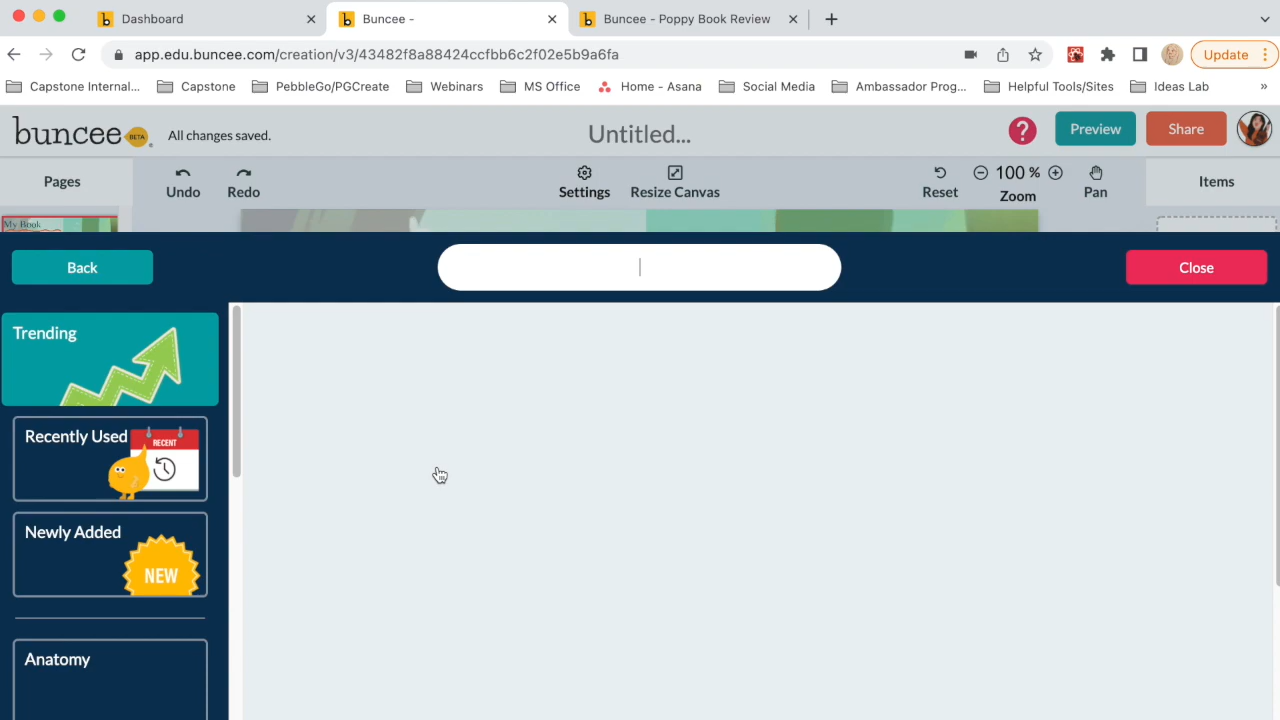 Dashboard
Buncee -
Buncee - Poppy Book Review
app.edu.buncee.com/creation/v3/43482f8a88424ccfbb6c2f02e5b9a6fa
Update
Capstone Internal...
Capstone
PebbleGo/PGCreate
Webinars
MS Office
Home - Asana
Social Media
Ambassador Prog...
Helpful Tools/Sites
Ideas Lab
»
buncee BETA
All changes saved.
Untitled...
?
Preview
Share
Pages
Undo
Redo
Settings
Resize Canvas
Reset
100 %
Zoom
Pan
Items
My Book
Back
Close
Trending
Recently Used
RECENT
Newly Added
NEW
Anatomy